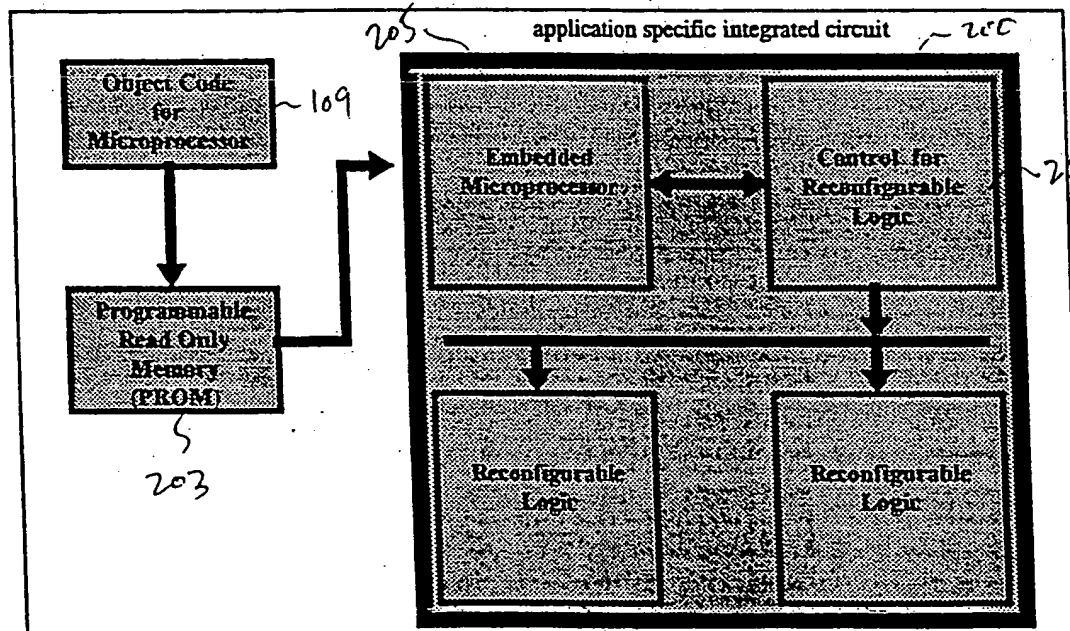 application specific integrated circuit
205
Object Code
for
Microprocessor
109
Embedded
Microprocessor
Control for
Reconfigurable
Logic
2
Programmable
Read Only
Memory
(PROM)
203
Reconfigurable
Logic
Reconfigurable
Logic